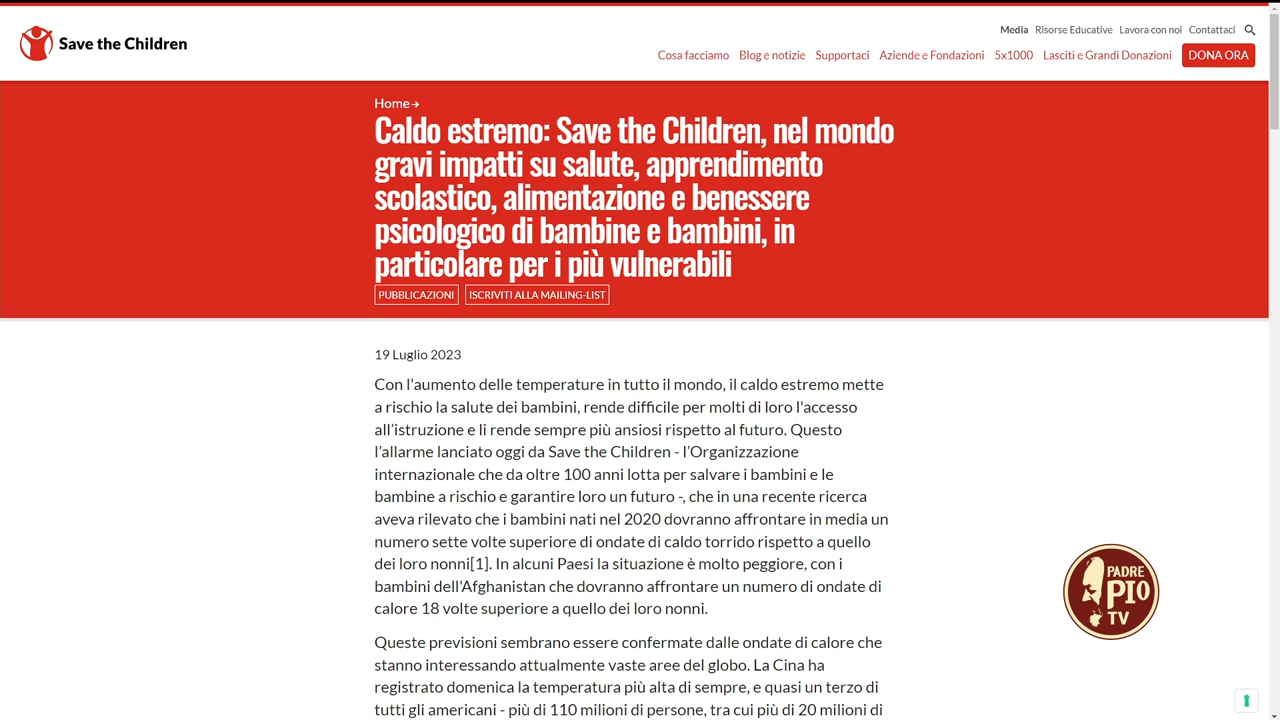 Save the Children
Media Risorse Educative Lavora con noi Contattaci
Cosa facciamo Blog e notizie Supportaci Aziende e Fondazioni 5x1000 Lasciti e Grandi Donazioni DONA ORA
Home
Caldo estremo: Save the Children, nel mondo
gravi impatti su salute, apprendimento
scolastico, alimentazione e benessere
psicologico di bambine e bambini, in
particolare per i più vulnerabili
PUBBLICAZIONI ISCRIVITI ALLA MAILING-LIST
19 Luglio 2023
Con l'aumento delle temperature in tutto il mondo, il caldo estremo mette
a rischio la salute dei bambini, rende difficile per molti di loro l'accesso
all’istruzione e li rende sempre più ansiosi rispetto al futuro. Questo
l’allarme lanciato oggi da Save the Children - l’Organizzazione
internazionale che da oltre 100 anni lotta per salvare i bambini e le
bambine a rischio e garantire loro un futuro -, che in una recente ricerca
aveva rilevato che i bambini nati nel 2020 dovranno affrontare in media un
numero sette volte superiore di ondate di caldo torrido rispetto a quello
dei loro nonni[1]. In alcuni Paesi la situazione è molto peggiore, con i
bambini dell'Afghanistan che dovranno affrontare un numero di ondate di
calore 18 volte superiore a quello dei loro nonni.
Queste previsioni sembrano essere confermate dalle ondate di calore che
stanno interessando attualmente vaste aree del globo. La Cina ha
registrato domenica la temperatura più alta di sempre, e quasi un terzo di
tutti gli americani - più di 110 milioni di persone, tra cui più di 20 milioni di
PADRE
PIO
TV